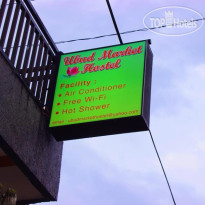 Ubud Market
Hostel
Facility :
• Air Conditioner
• Free Wi-Fi
• Hot Shower